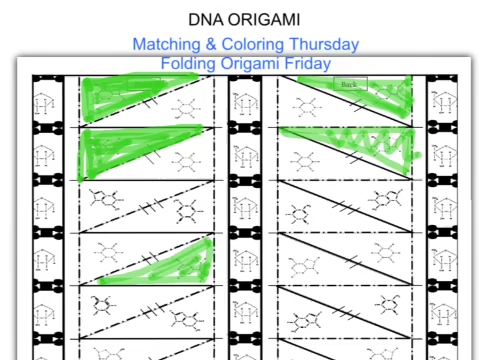 DNA ORIGAMI
Matching & Coloring Thursday
Folding Origami Friday
Back